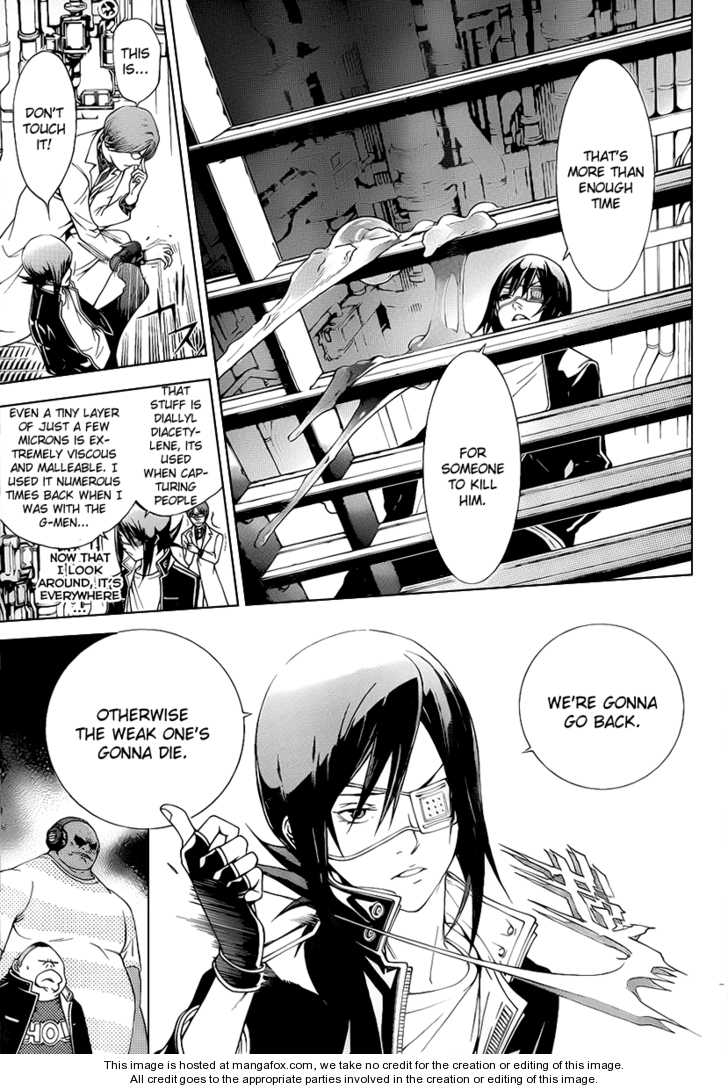 THAT'S
MORE THAN
ENOUGH
TIME
FOR
SOMEONE
TO KILL
HIM.
THIS
IS...
DON'T
TOUCH
IT!
THAT
STUFF IS
DIALLYL
DIACETY-
LENE, ITS
USED
WHEN CAP-
TURING
PEOPLE
EVEN A TINY LAYER
OF JUST A FEW
MICRONS IS EX-
TREMELY VISCOUS
AND MALLEABLE. I
USED IT NUMEROUS
TIMES BACK WHEN I
WAS WITH THE
G-MEN...
NOW THAT
I LOOK
AROUND, IT'S
EVERYWHERE
...
WE'RE GONNA
GO BACK.
OTHERWISE
THE WEAK ONE'S
GONNA DIE.
This image is hosted at mangafox.com, we take no credit for the creation or editing of this image.
All credit goes to the appropriate parties involved in the creation and editing of this image.